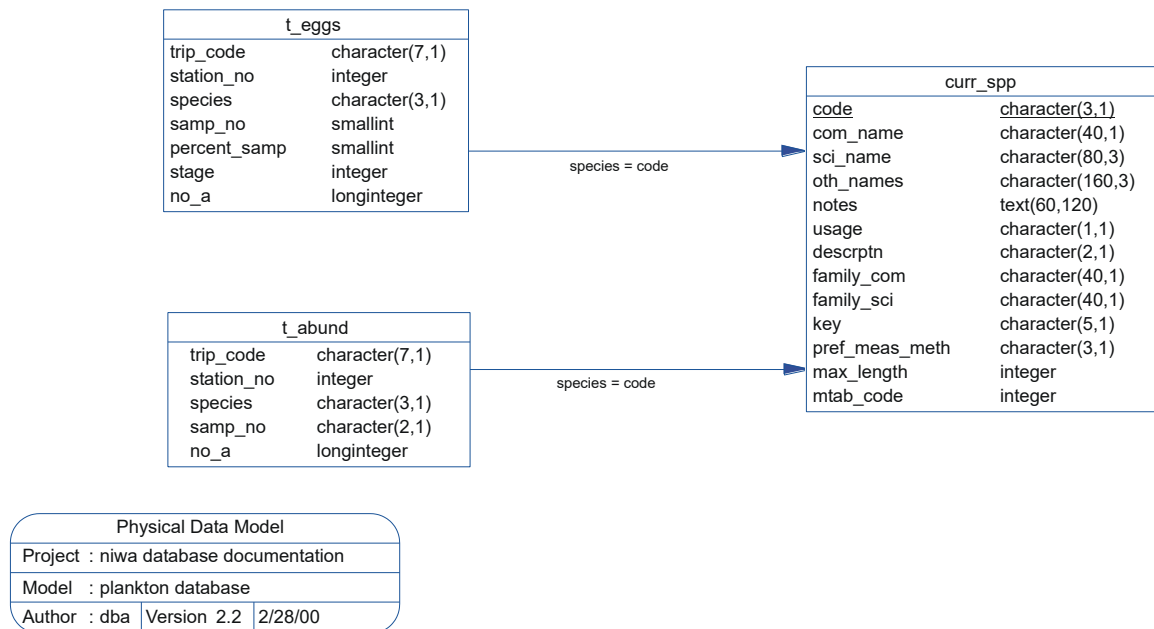 t_eggs
trip_code character(7,1)
station_no integer
species character(3,1)
samp_no smallint
percent_samp smallint
stage integer
no_a longinteger
species = code
curr_spp
code character(3,1)
com_name character(40,1)
sci_name character(80,3)
oth_names character(160,3)
notes text(60,120)
usage character(1,1)
descrptn character(2,1)
family_com character(40,1)
family_sci character(40,1)
key character(5,1)
pref_meas_meth character(3,1)
max_length integer
mtab_code integer
t_abund
trip_code character(7,1)
station_no integer
species character(3,1)
samp_no character(2,1)
no_a longinteger
species = code
Physical Data Model
Project : niwa database documentation
Model : plankton database
Author : dba Version 2.2 2/28/00